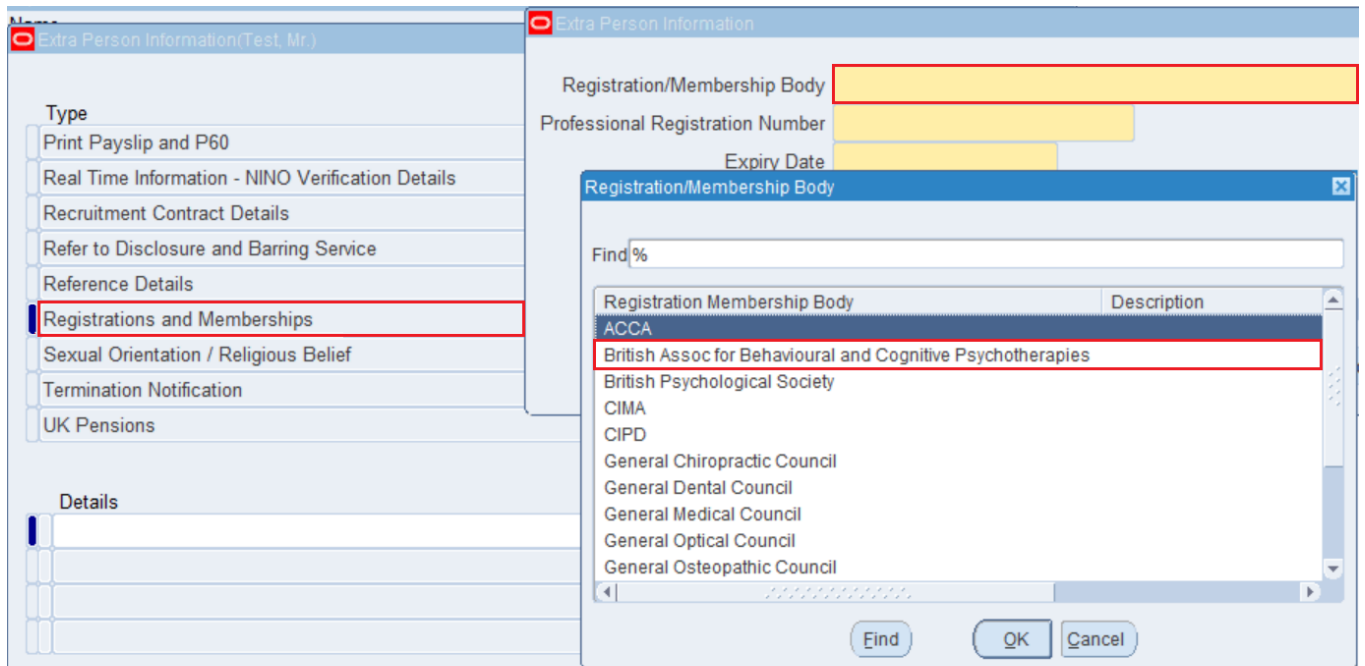 Extra Person Information(Test, Mr.)
Type
Print Payslip and P60
Real Time Information - NINO Verification Details
Recruitment Contract Details
Refer to Disclosure and Barring Service
Reference Details
Registrations and Memberships
Sexual Orientation / Religious Belief
Termination Notification
UK Pensions
Details
Extra Person Information
Registration/Membership Body
Professional Registration Number
Expiry Date
Registration/Membership Body
Find %
Registration Membership Body Description
ACCA
British Assoc for Behavioural and Cognitive Psychotherapies
British Psychological Society
CIMA
CIPD
General Chiropractic Council
General Dental Council
General Medical Council
General Optical Council
General Osteopathic Council
Find OK Cancel